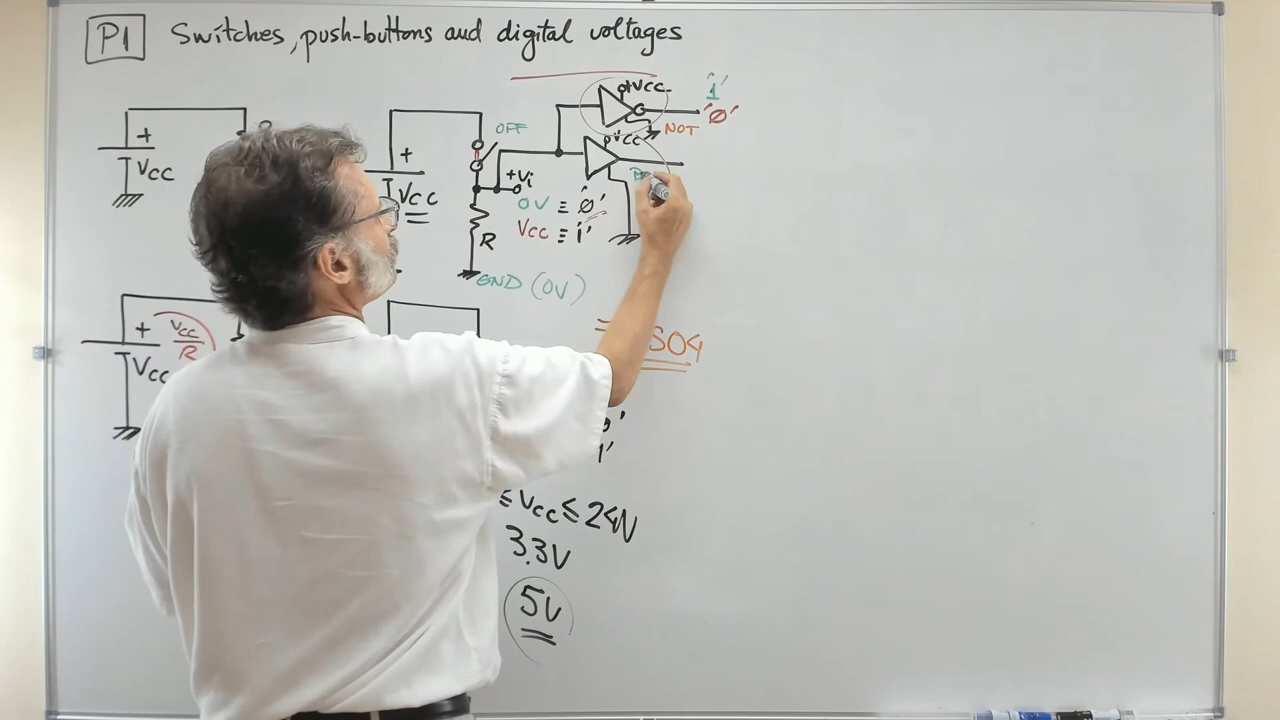 P1 Switches, push-buttons and digital voltages
+VCC
'1'
'0'
NOT
OFF
+VCC
+
VCC
+
VCC
+Vi
0V ≡ '0'
VCC ≡ '1'
R
GND (0V)
+
VCC
R
VCC
S04
≤ VCC ≤ 24V
3.3V
5V